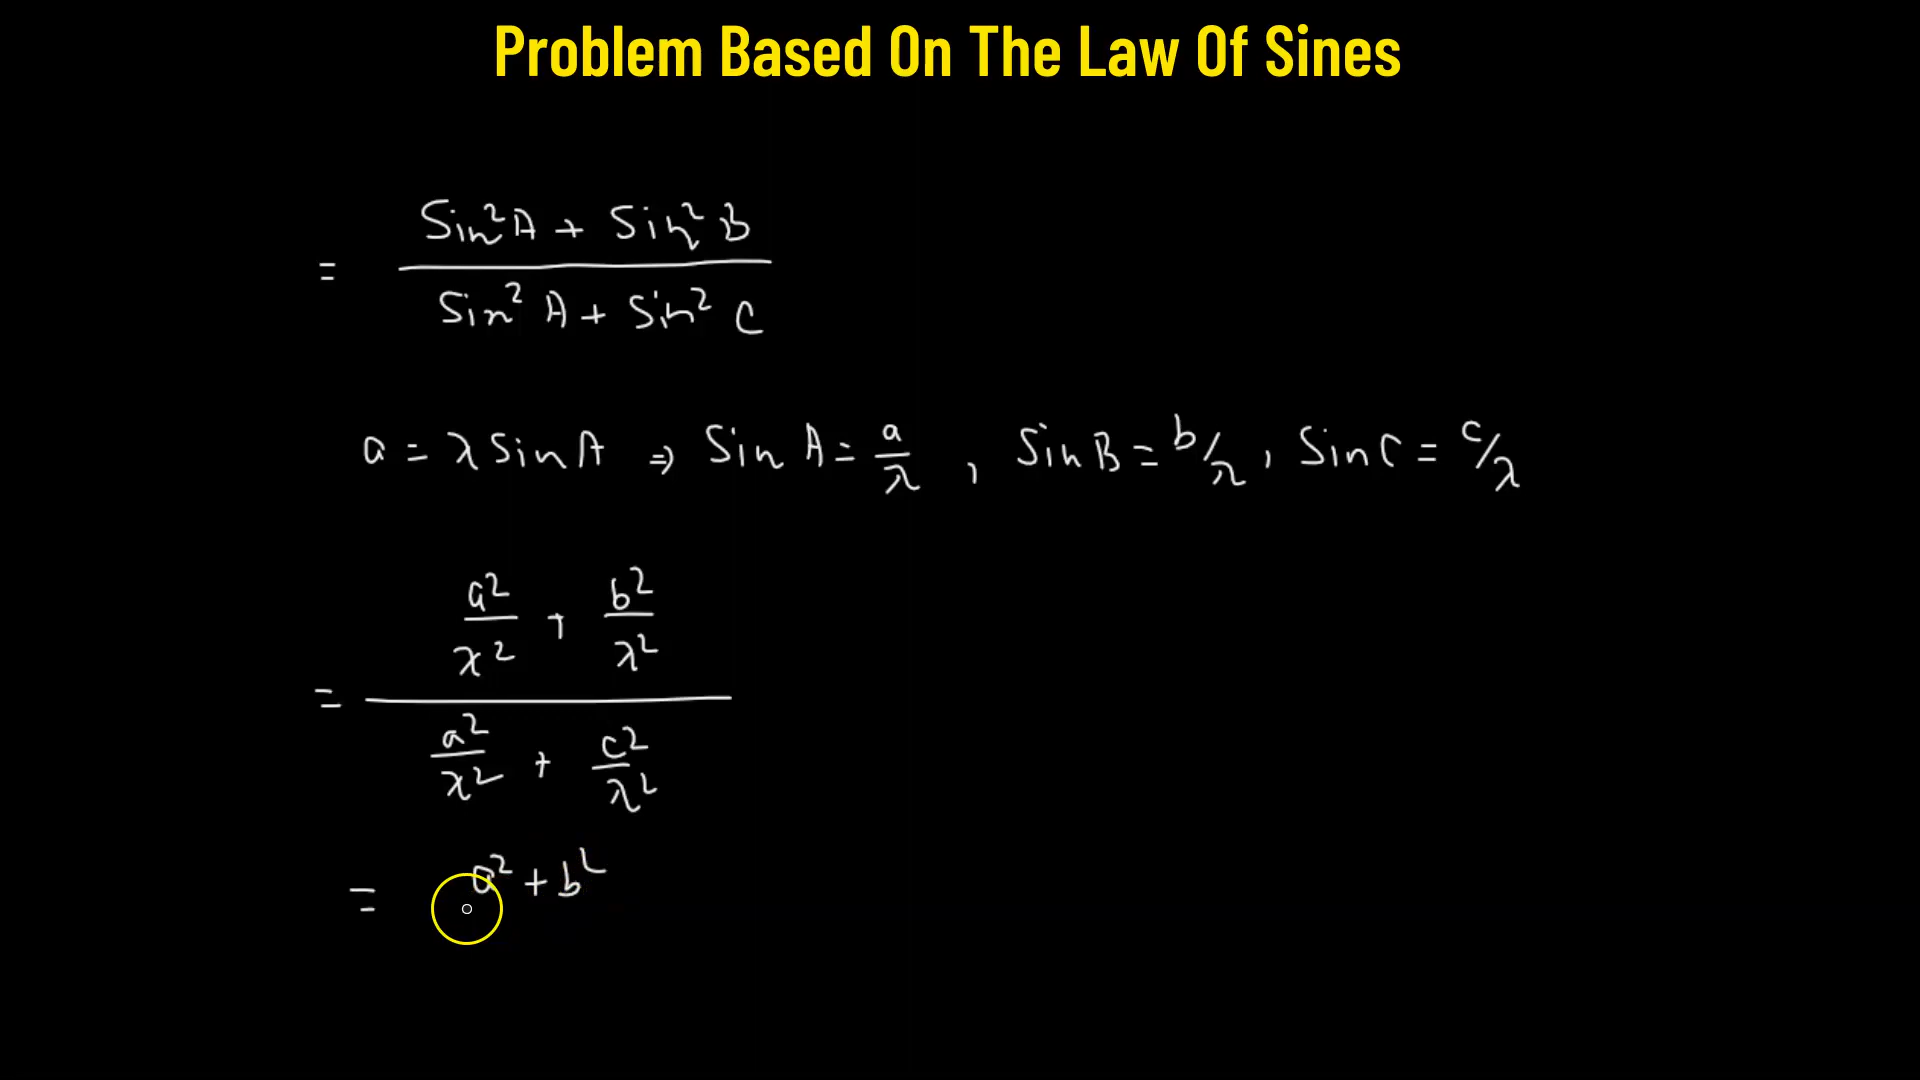 Problem Based On The Law Of Sines
= (Sin²A + Sin²B) / (Sin²A + Sin²C)
a = λ Sin A ⇒ Sin A = a/λ , Sin B = b/λ , Sin C = c/λ
= (a²/λ² + b²/λ²) / (a²/λ² + c²/λ²)
= a² + b²